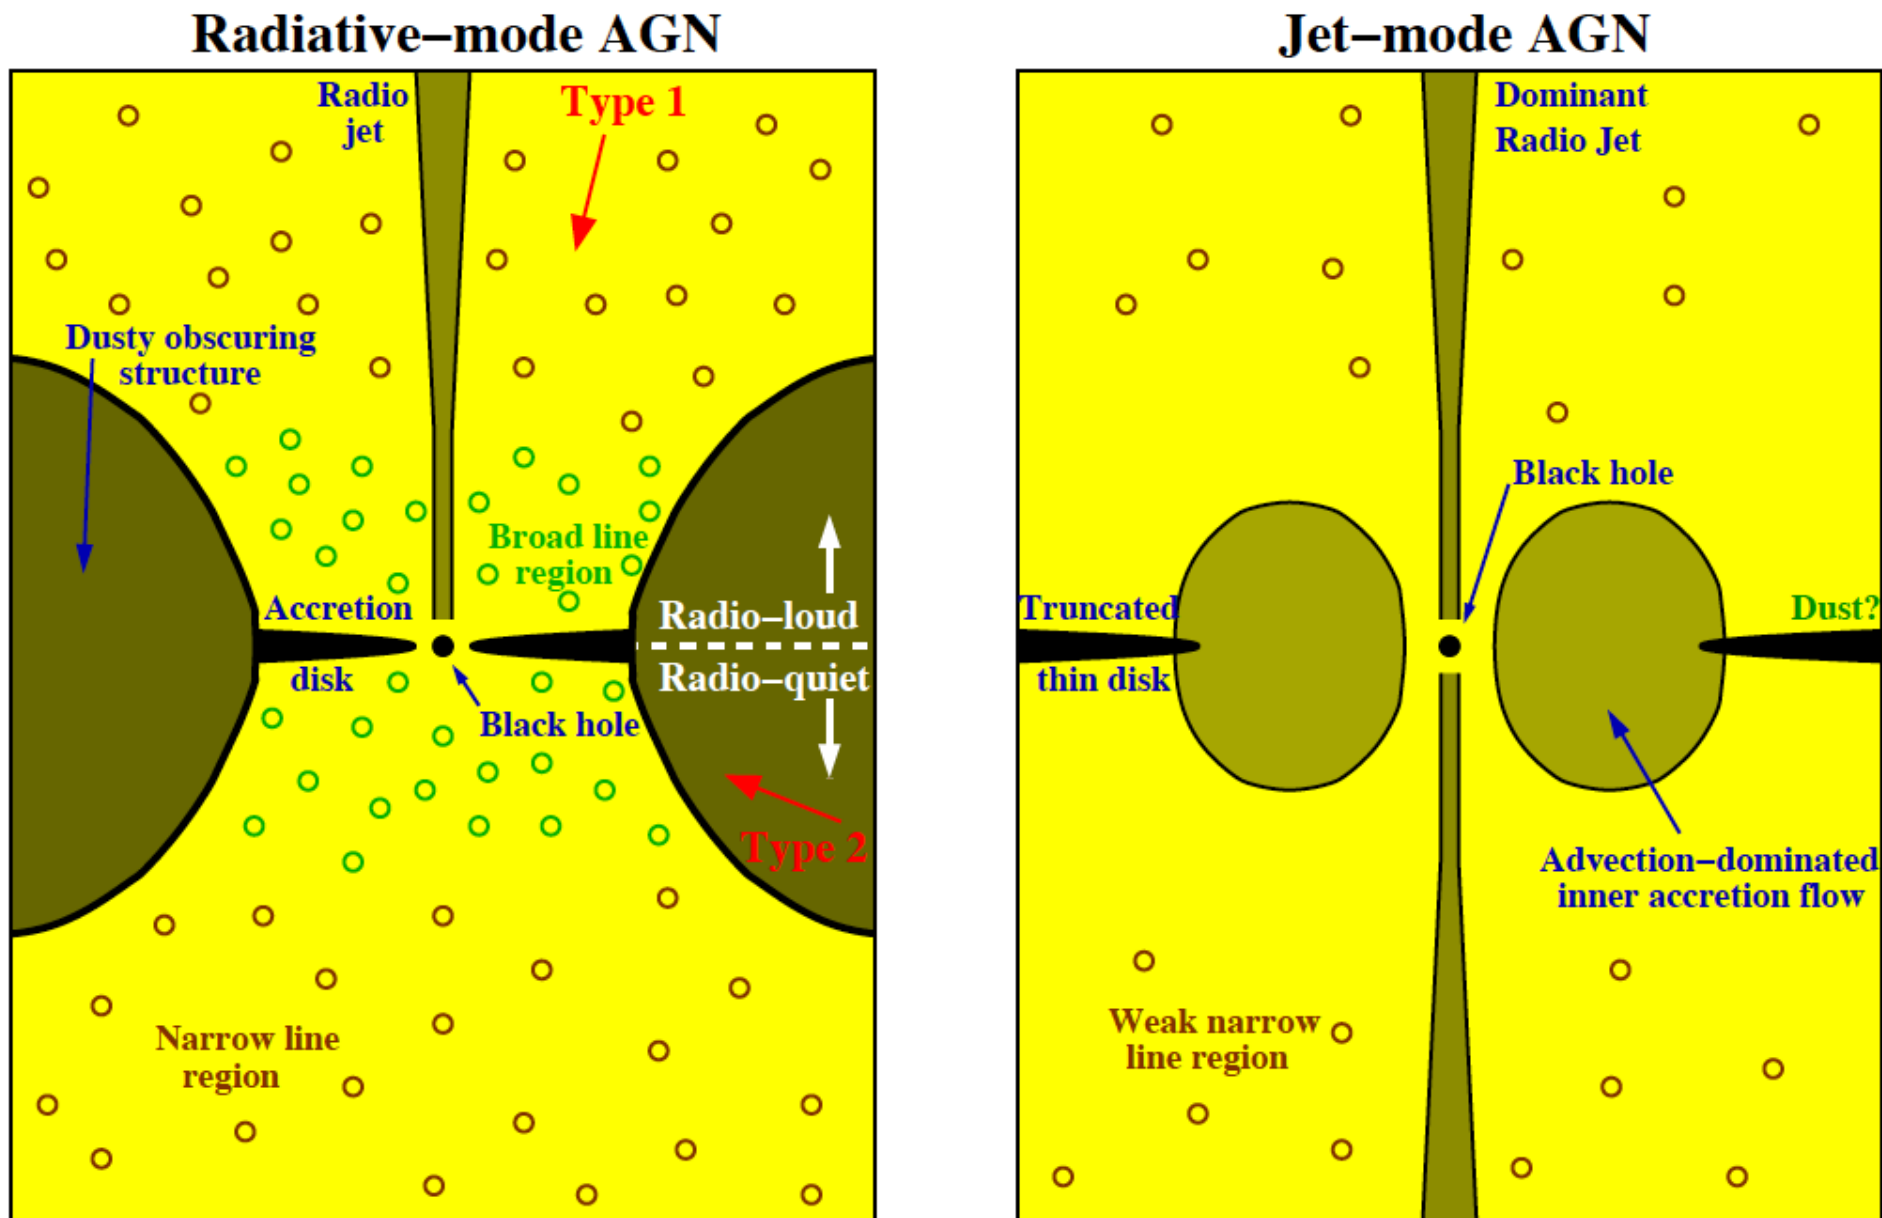 Radiative−mode AGN
Radio
jet
Type 1
Dusty obscuring
structure
Broad line
region
Accretion
disk
Radio−loud
Radio−quiet
Black hole
Type 2
Narrow line
region
Jet−mode AGN
Dominant
Radio Jet
Black hole
Truncated
thin disk
Dust?
Advection−dominated
inner accretion flow
Weak narrow
line region